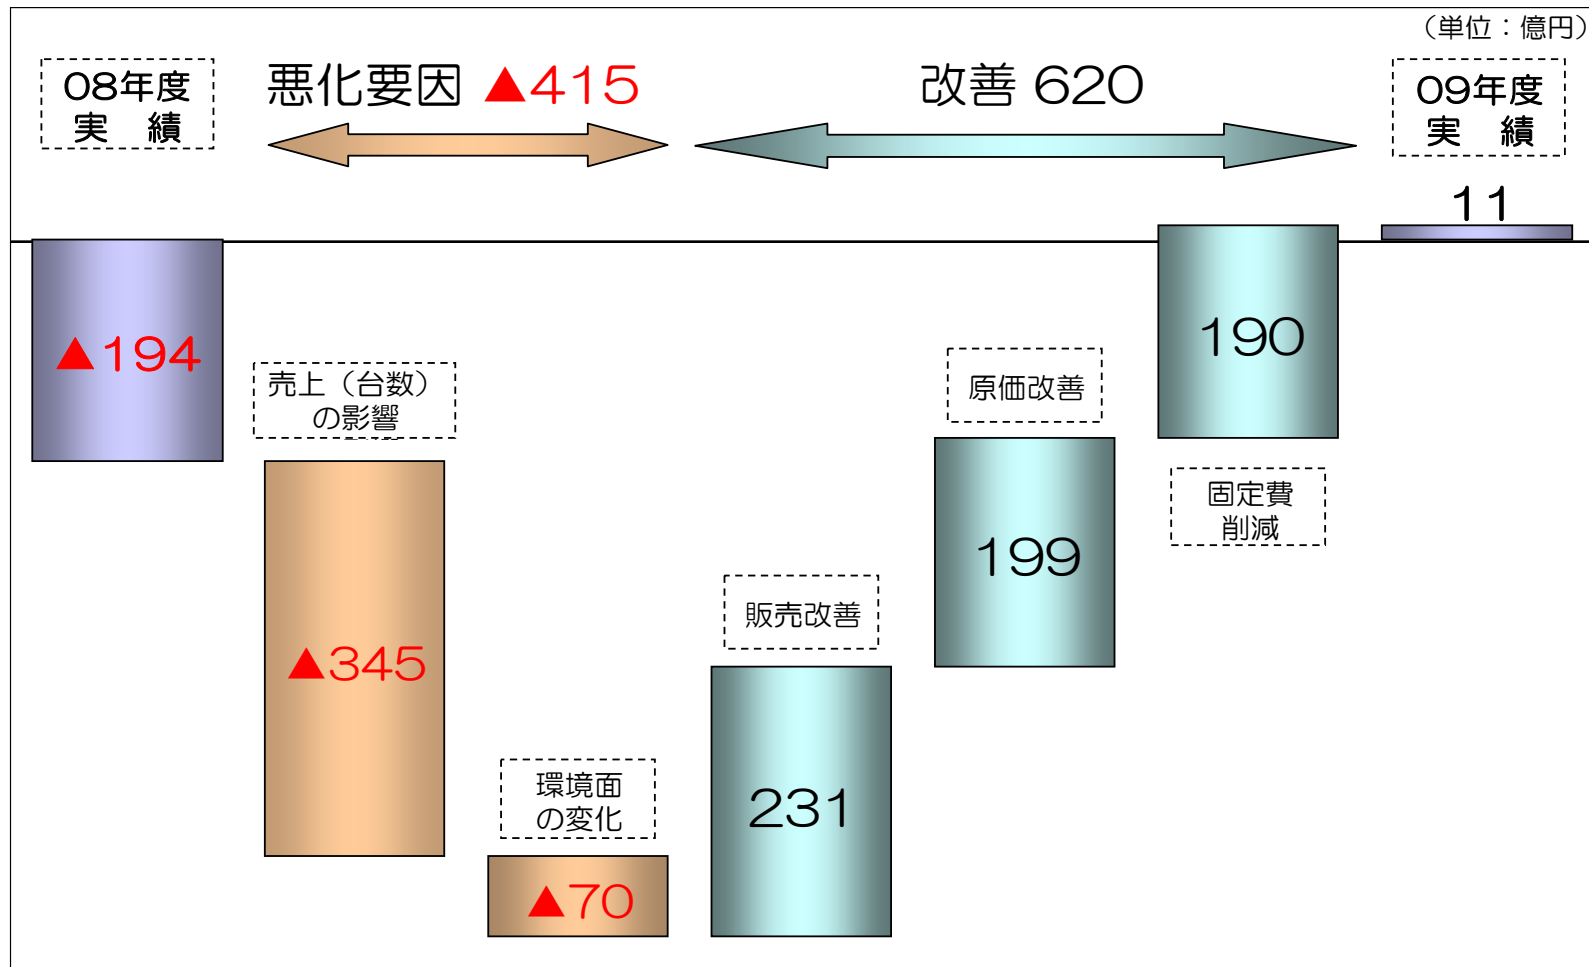 （単位：億円）
08年度
実　績
悪化要因 ▲415
改善 620
09年度
実　績
11
▲194
売上（台数）
の影響
▲345
環境面
の変化
▲70
販売改善
231
原価改善
199
190
固定費
削減